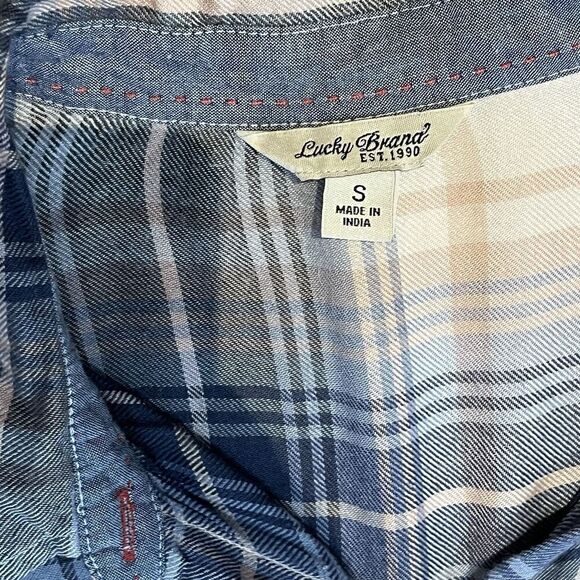 Lucky Brand
EST. 1990
S
MADE IN
INDIA